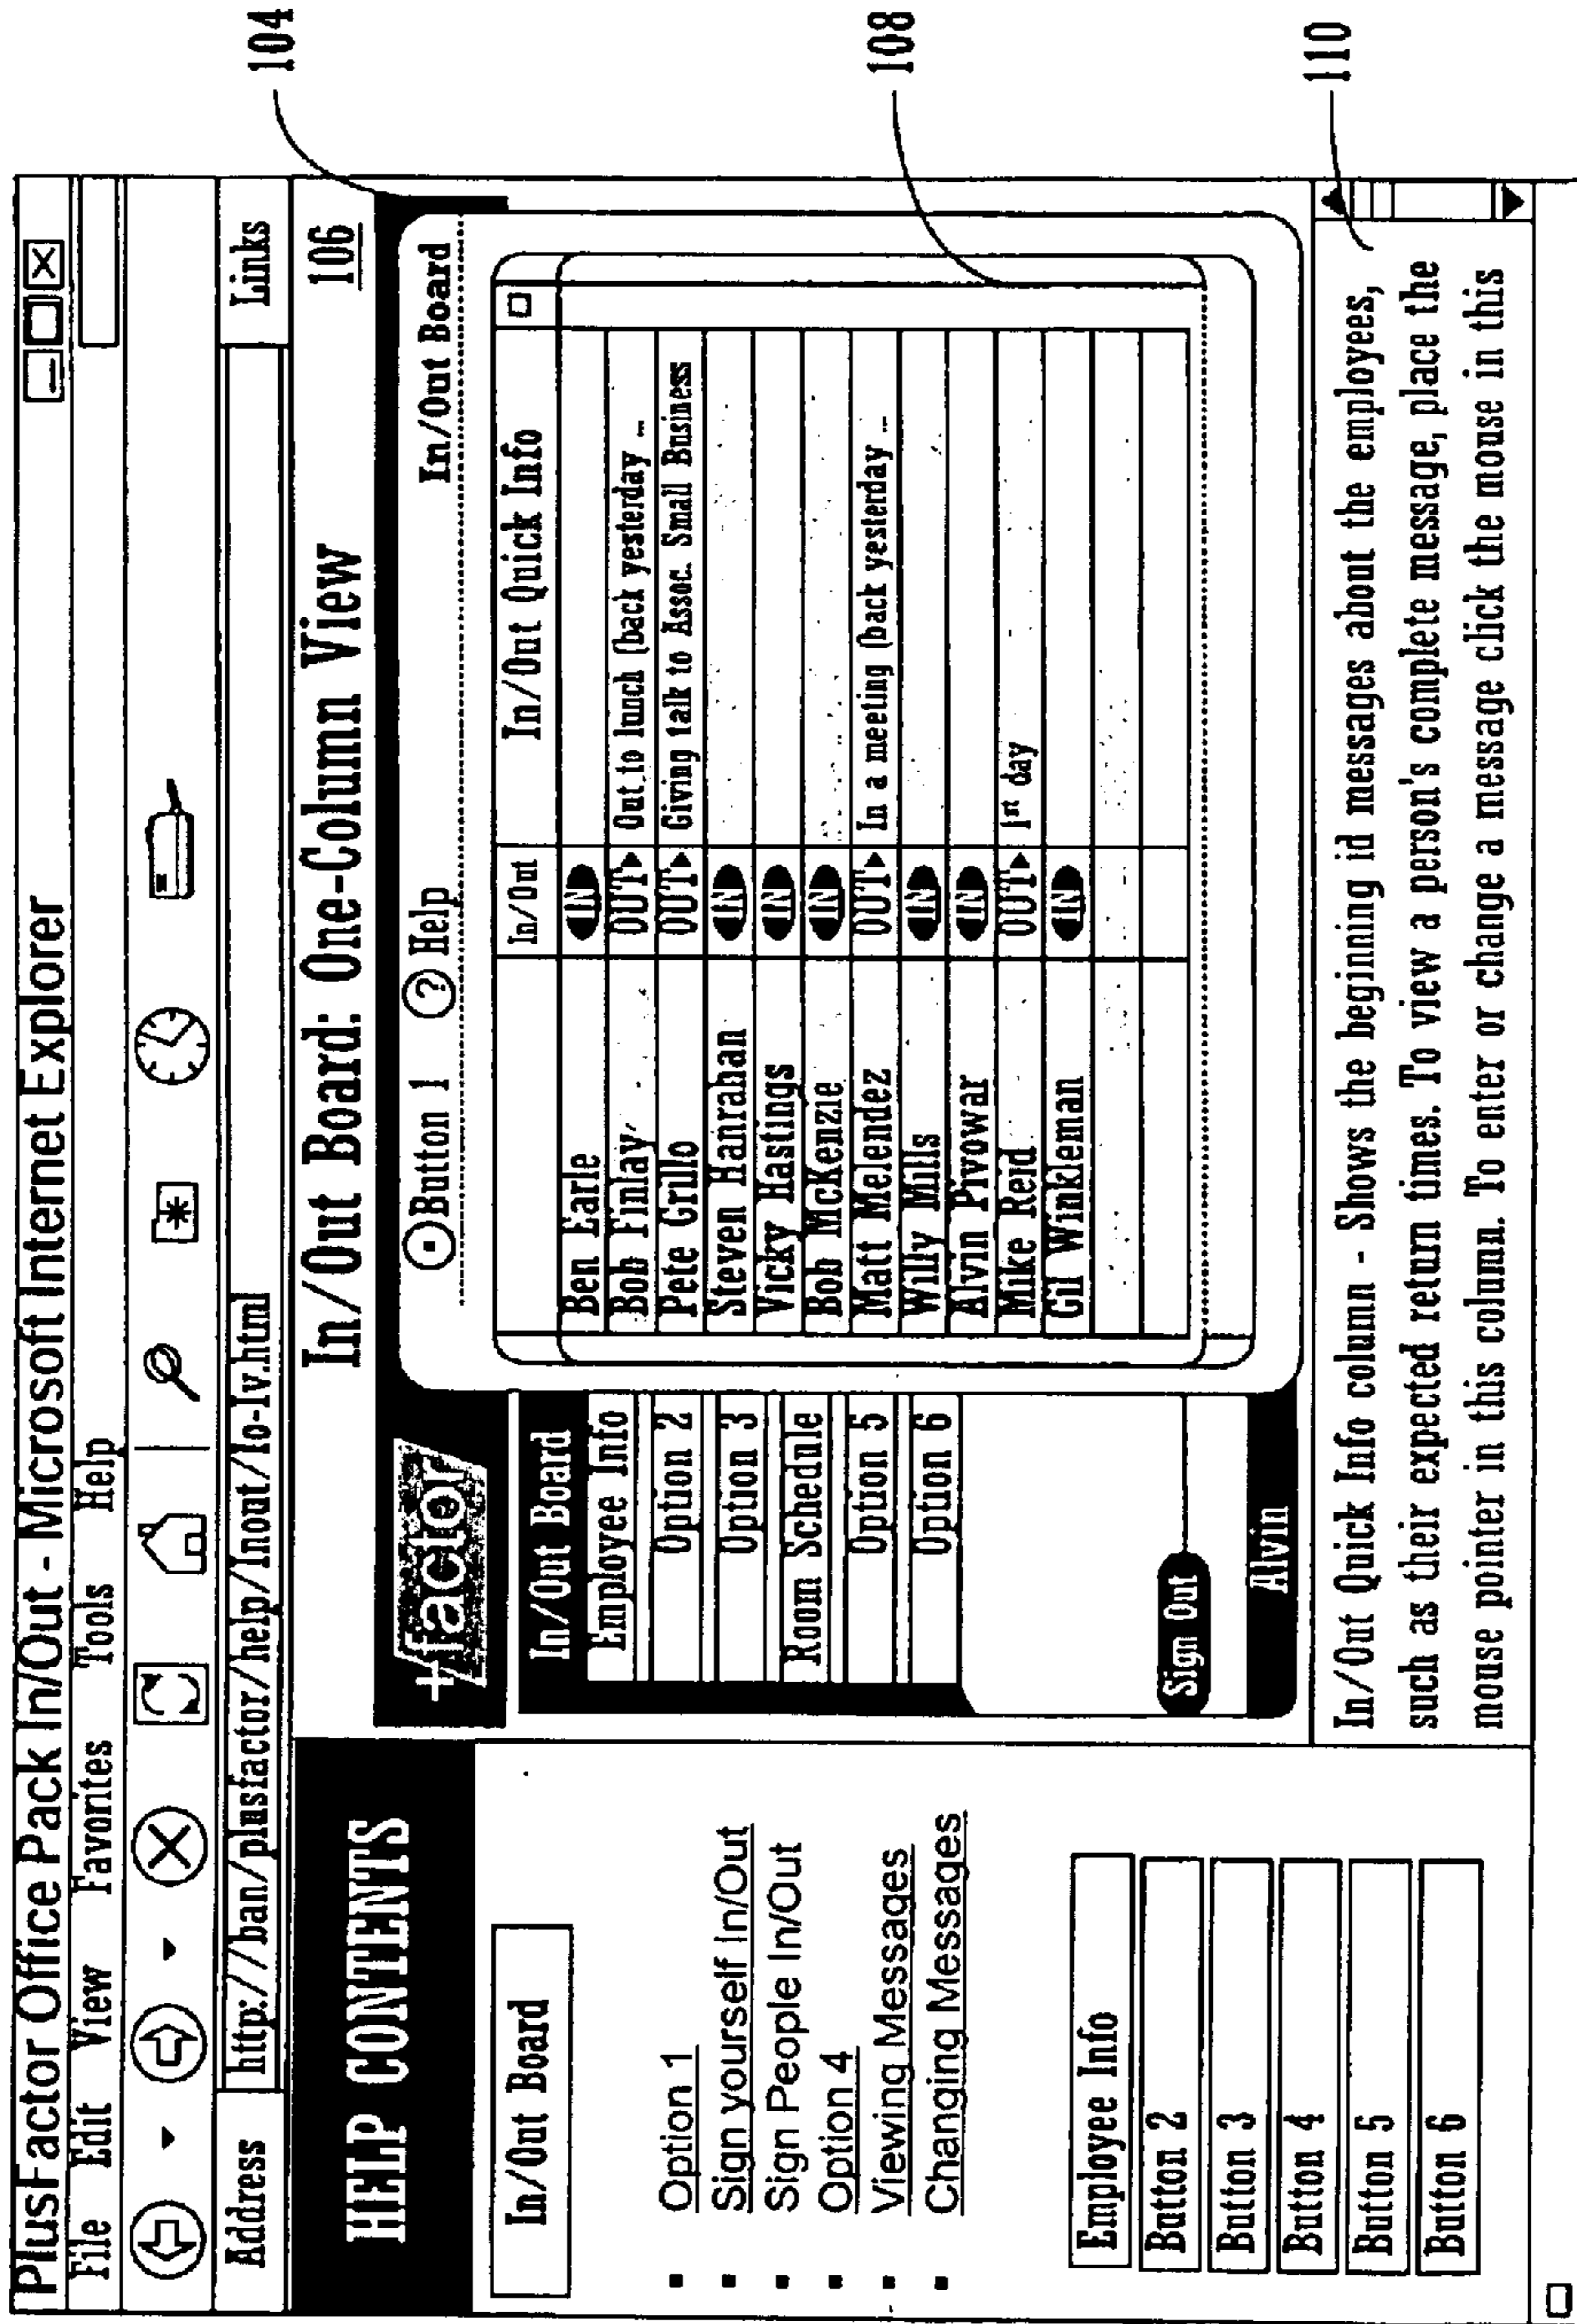 PlusFactor Office Pack In/Out - Microsoft Internet Explorer
File Edit View Favorites Tools Help
Address http://ban/plusfactor/help/Inout/Io-Iv.html Links
HELP CONTENTS
In/Out Board
Option 1
Sign yourself In/Out
Sign People In/Out
Option 4
Viewing Messages
Changing Messages
Employee Info
Button 2
Button 3
Button 4
Button 5
Button 6
In/Out Board: One-Column View 106
+factor
In/Out Board
Employee Info
Option 2
Option 3
Room Schedule
Option 5
Option 6
Sign Out
Alvin
Button 1 ? Help In/Out Board
In/Out In/Out Quick Info
Ben Earle IN
Bob Finlay OUT Out to lunch (back yesterday ...
Pete Grillo OUT Giving talk to Assoc. Small Business
Steven Hanrahan IN
Vicky Hastings IN
Bob McKenzie IN
Matt Melendez OUT In a meeting (back yesterday ...
Willy Mills IN
Alvin Pivowar IN
Mike Reid OUT 1st day
Gil Winkleman IN
In/Out Quick Info column - Shows the beginning id messages about the employees,
such as their expected return times. To view a person's complete message, place the
mouse pointer in this column. To enter or change a message click the mouse in this
104
108
110